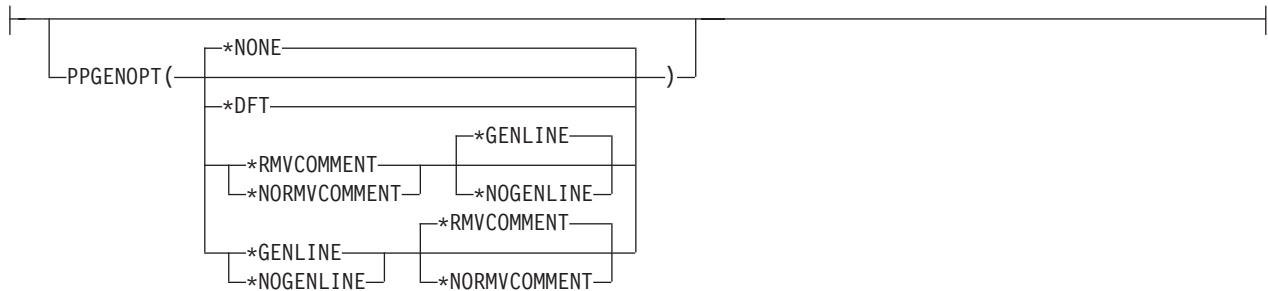 *NONE
PPGENOPT( )
*DFT
*GENLINE
*RMVCOMMENT
*NORMVCOMMENT *NOGENLINE
*RMVCOMMENT
*GENLINE
*NOGENLINE *NORMVCOMMENT